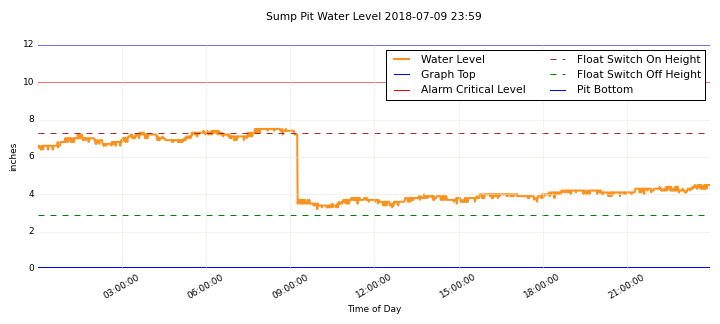 Sump Pit Water Level 2018-07-09 23:59
12
10
8
6
4
2
0
inches
Water Level
Graph Top
Alarm Critical Level
Float Switch On Height
Float Switch Off Height
Pit Bottom
03:00:00
06:00:00
09:00:00
12:00:00
15:00:00
18:00:00
21:00:00
Time of Day